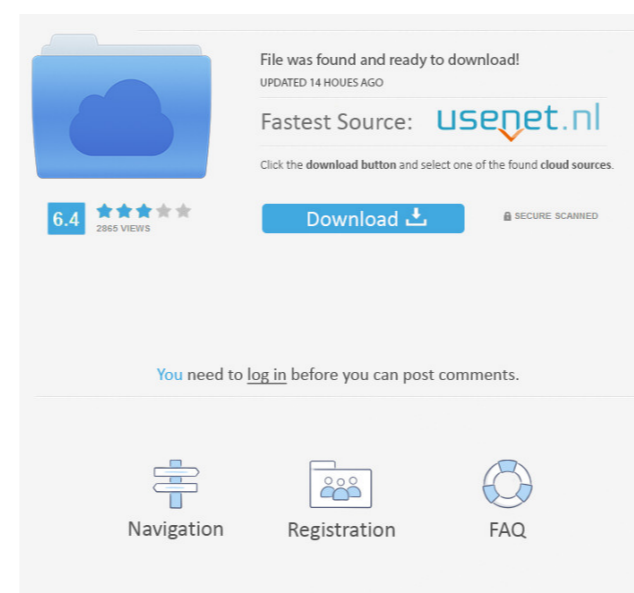 File was found and ready to download!
UPDATED 14 HOUES AGO
Fastest Source: usenet.nl
Click the download button and select one of the found cloud sources.
6.4
2865 VIEWS
Download
SECURE SCANNED
You need to log in before you can post comments.
Navigation
Registration
FAQ